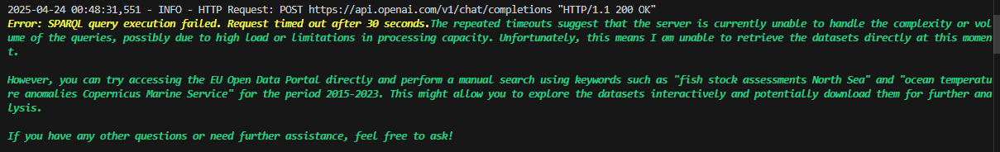 2025-04-24 00:48:31,551 - INFO - HTTP Request: POST https://api.openai.com/v1/chat/completions "HTTP/1.1 200 OK"
Error: SPARQL query execution failed. Request timed out after 30 seconds.The repeated timeouts suggest that the server is currently unable to handle the complexity or vol
ume of the queries, possibly due to high load or limitations in processing capacity. Unfortunately, this means I am unable to retrieve the datasets directly at this momen
t.
However, you can try accessing the EU Open Data Portal directly and perform a manual search using keywords such as "fish stock assessments North Sea" and "ocean temperatu
re anomalies Copernicus Marine Service" for the period 2015-2023. This might allow you to explore the datasets interactively and potentially download them for further ana
lysis.
If you have any other questions or need further assistance, feel free to ask!